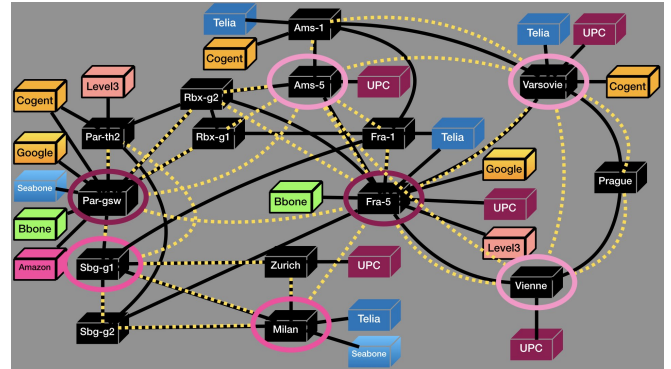 Telia
Ams-1
Telia
UPC
Cogent
Level3
Rbx-g2
Ams-5
UPC
Varsovie
Cogent
Cogent
Par-th2
Rbx-g1
Fra-1
Telia
Google
Google
Prague
Seabone
Par-gsw
Bbone
Fra-5
UPC
Bbone
Level3
Amazon
Sbg-g1
Zurich
UPC
Vienne
Sbg-g2
Milan
Telia
Seabone
UPC